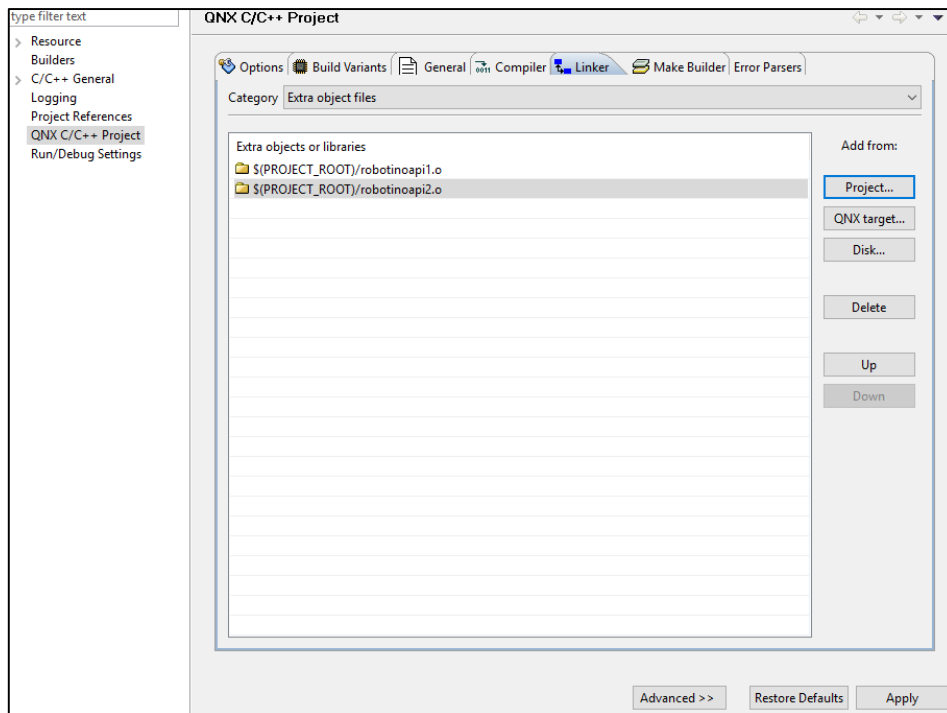 type filter text
Resource
Builders
C/C++ General
Logging
Project References
QNX C/C++ Project
Run/Debug Settings
QNX C/C++ Project
Options Build Variants General Compiler Linker Make Builder Error Parsers
Category Extra object files
Extra objects or libraries
$(PROJECT_ROOT)/robotinoapi1.o
$(PROJECT_ROOT)/robotinoapi2.o
Add from:
Project...
QNX target...
Disk...
Delete
Up
Down
Advanced >> Restore Defaults Apply